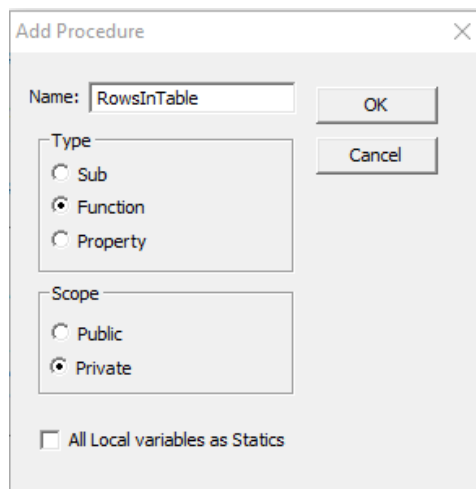 Add Procedure
Name: RowsInTable
OK
Type
Cancel
Sub
Function
Property
Scope
Public
Private
All Local variables as Statics